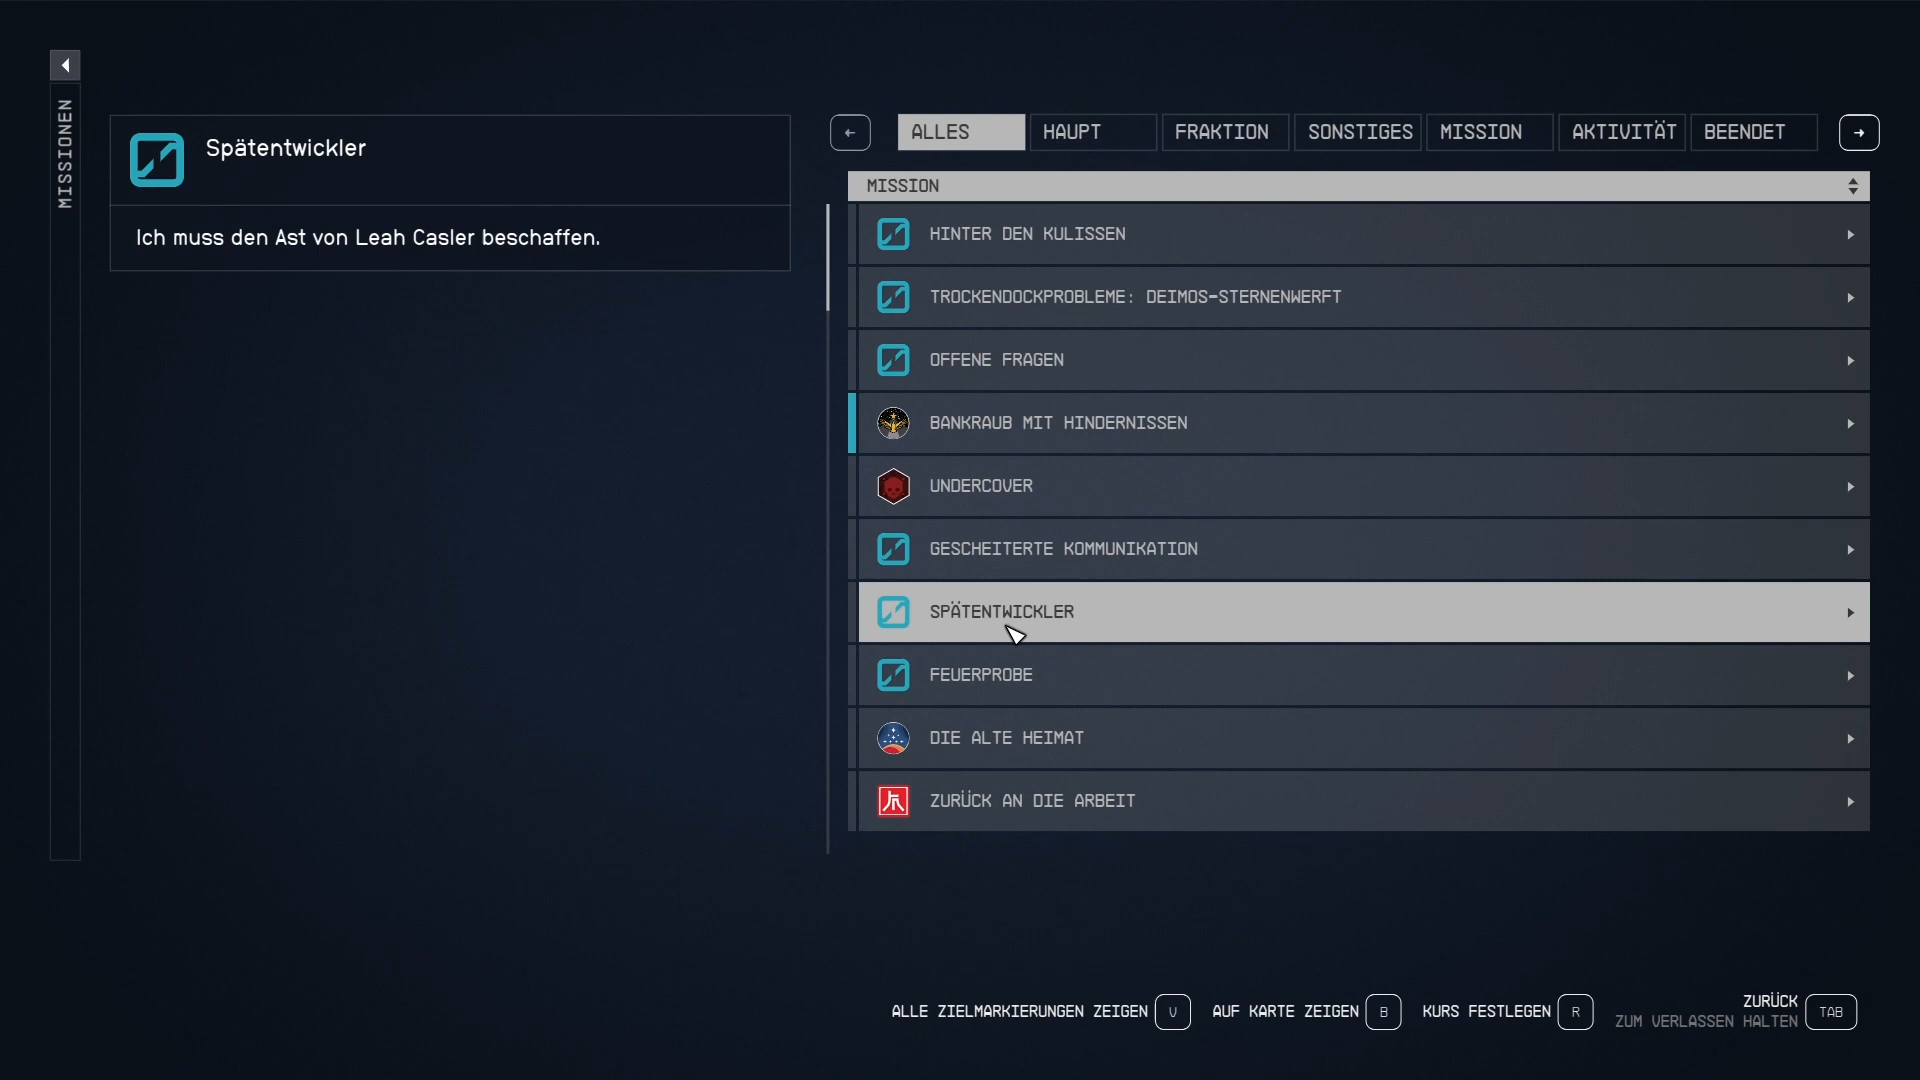 MISSIONEN
Spätentwickler
Ich muss den Ast von Leah Casler beschaffen.
ALLES HAUPT FRAKTION SONSTIGES MISSION AKTIVITÄT BEENDET
MISSION
HINTER DEN KULISSEN
TROCKENDOCKPROBLEME: DEIMOS-STERNENWERFT
OFFENE FRAGEN
BANKRAUB MIT HINDERNISSEN
UNDERCOVER
GESCHEITERTE KOMMUNIKATION
SPÄTENTWICKLER
FEUERPROBE
DIE ALTE HEIMAT
ZURÜCK AN DIE ARBEIT
ALLE ZIELMARKIERUNGEN ZEIGEN V AUF KARTE ZEIGEN B KURS FESTLEGEN R ZURÜCK TAB
ZUM VERLASSEN HALTEN